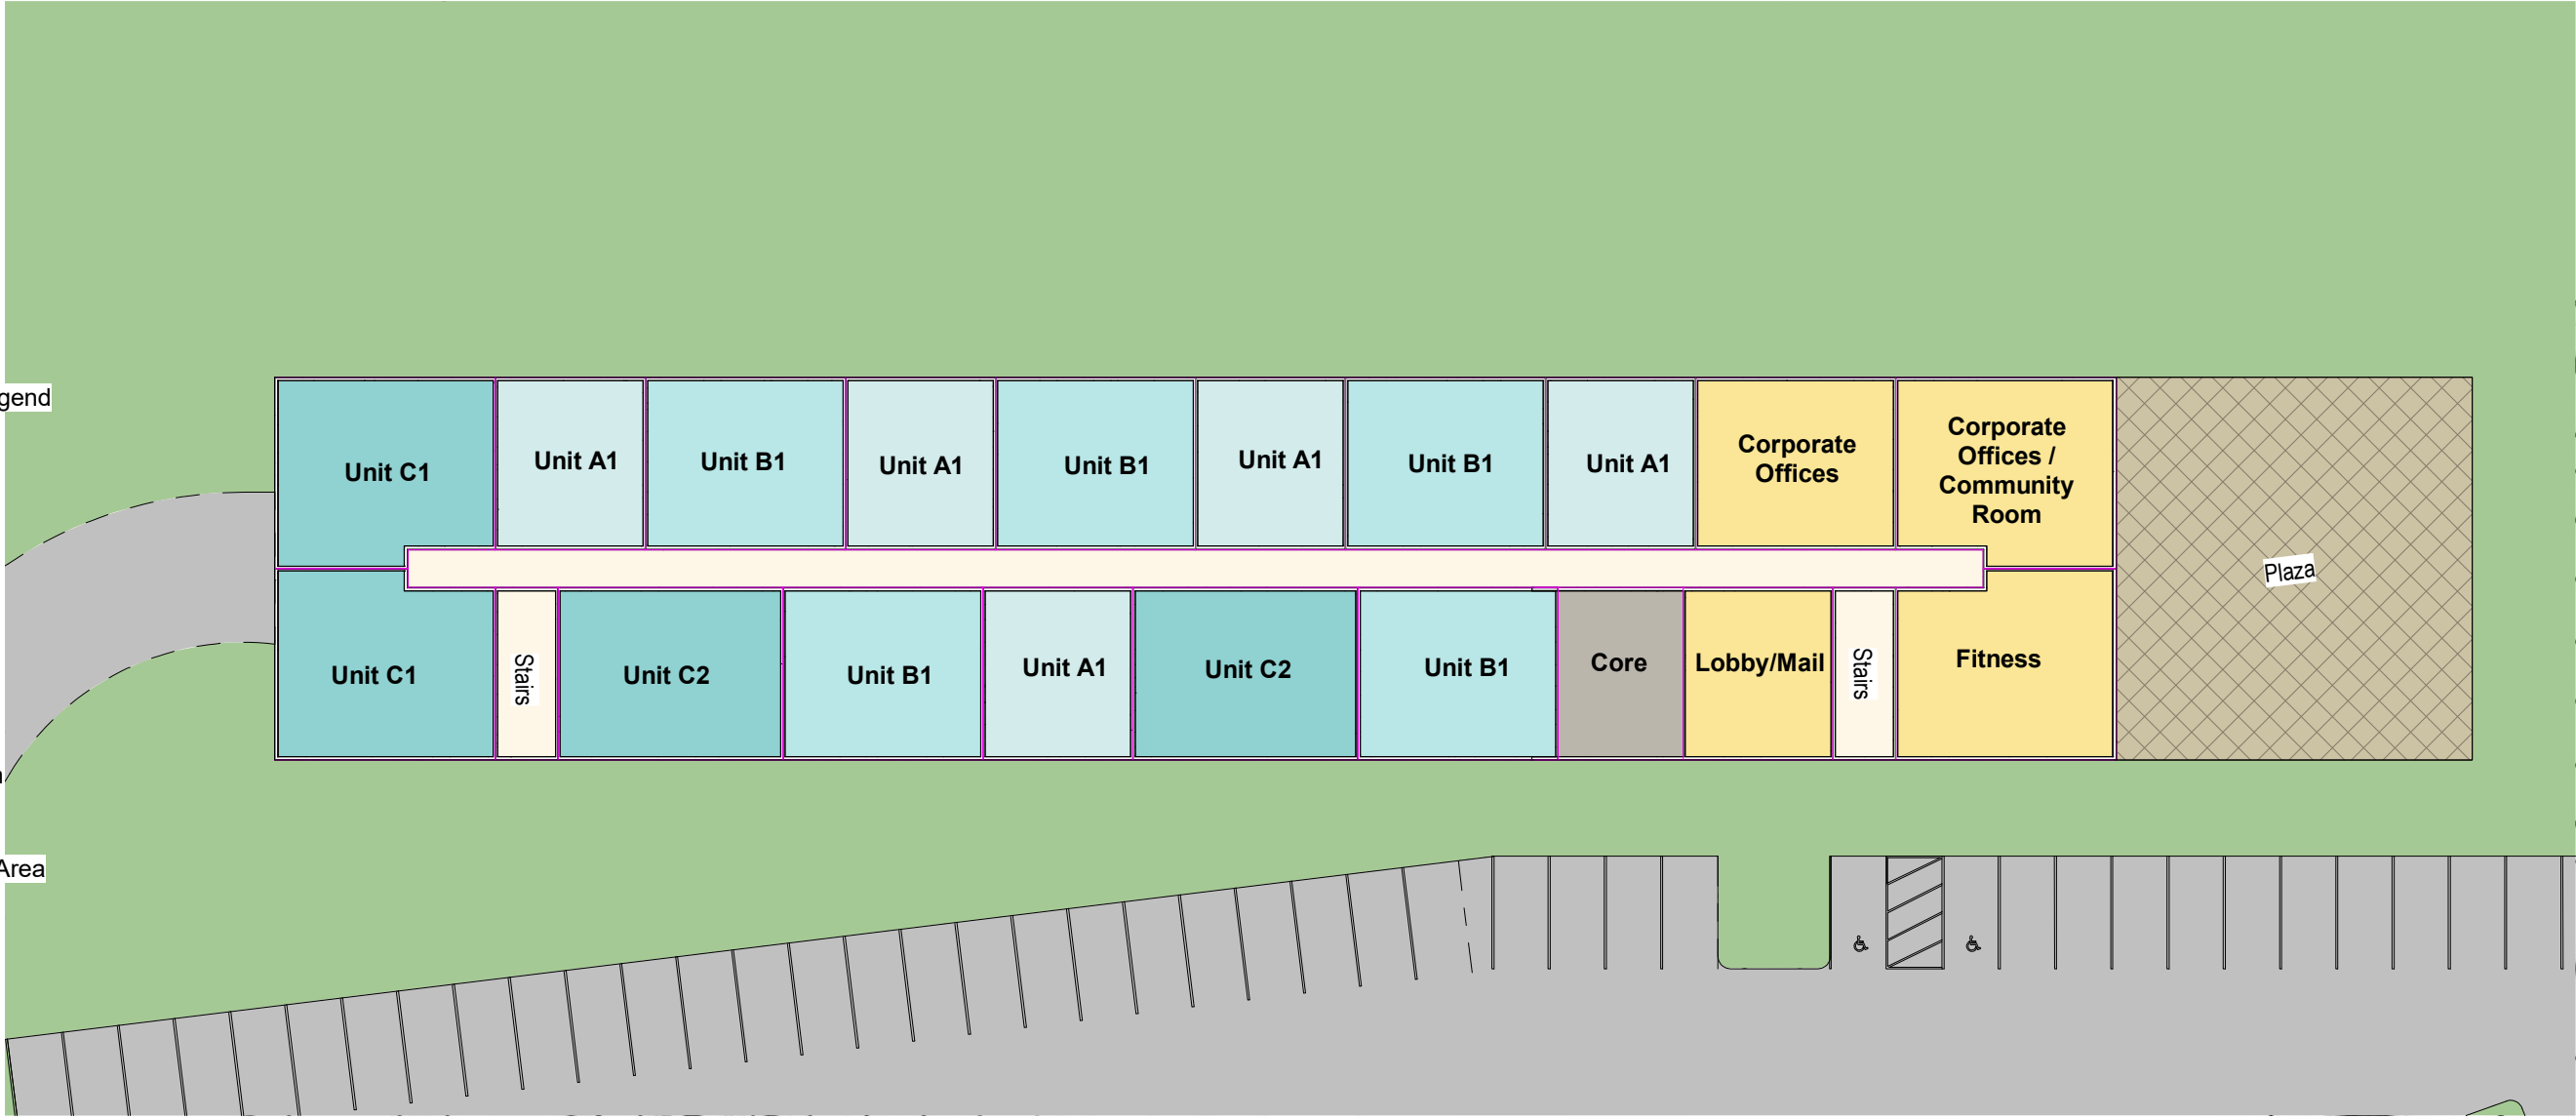 gend
Unit C1
Unit A1
Unit B1
Unit A1
Unit B1
Unit A1
Unit B1
Unit A1
Corporate
Offices
Corporate
Offices /
Community
Room
Plaza
Unit C1
Stairs
Unit C2
Unit B1
Unit A1
Unit C2
Unit B1
Core
Lobby/Mail
Stairs
Fitness
Area